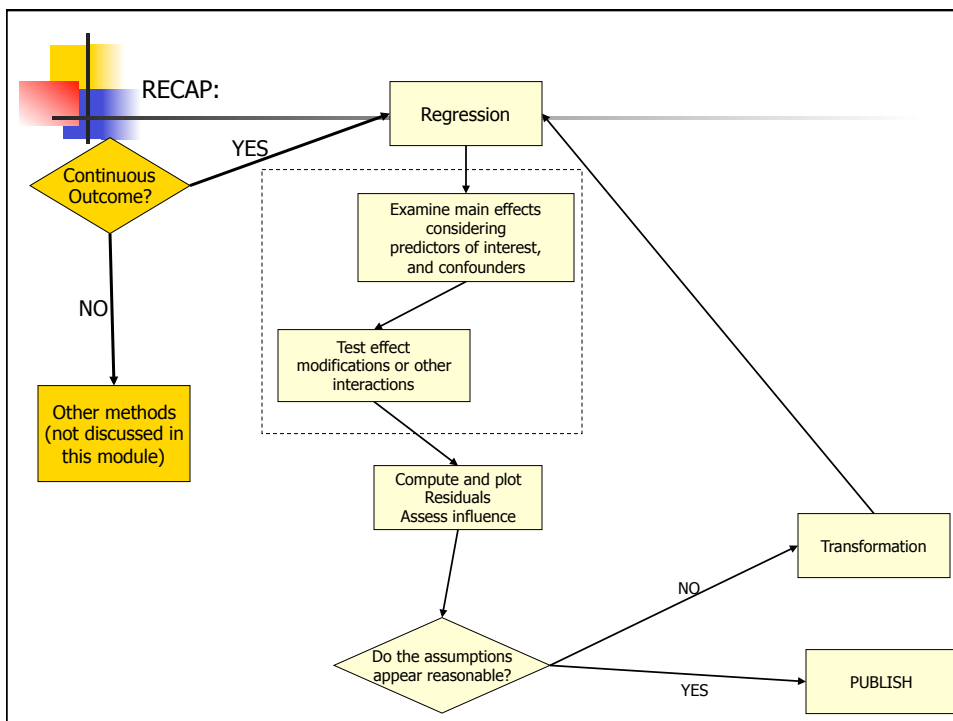 RECAP:
Regression
YES
Continuous
Outcome?
Examine main effects
considering
predictors of interest,
and confounders
NO
Test effect
modifications or other
interactions
Other methods
(not discussed in
this module)
Compute and plot
Residuals
Assess influence
Transformation
NO
Do the assumptions
appear reasonable?
YES
PUBLISH